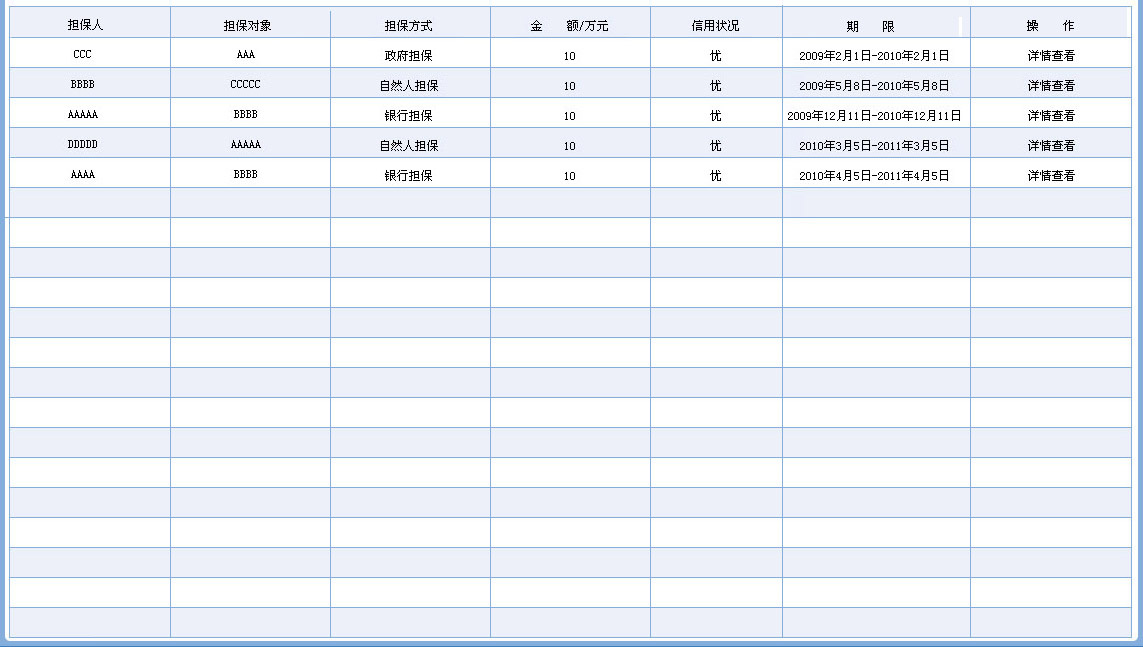 担保人 担保对象 担保方式 金 额/万元 信用状况 期 限 操 作
CCC AAA 政府担保 10 忧 2009年2月1日-2010年2月1日 详情查看
BBBB CCCCC 自然人担保 10 忧 2009年5月8日-2010年5月8日 详情查看
AAAAA BBBB 银行担保 10 忧 2009年12月11日-2010年12月11日 详情查看
DDDDD AAAAA 自然人担保 10 忧 2010年3月5日-2011年3月5日 详情查看
AAAA BBBB 银行担保 10 忧 2010年4月5日-2011年4月5日 详情查看